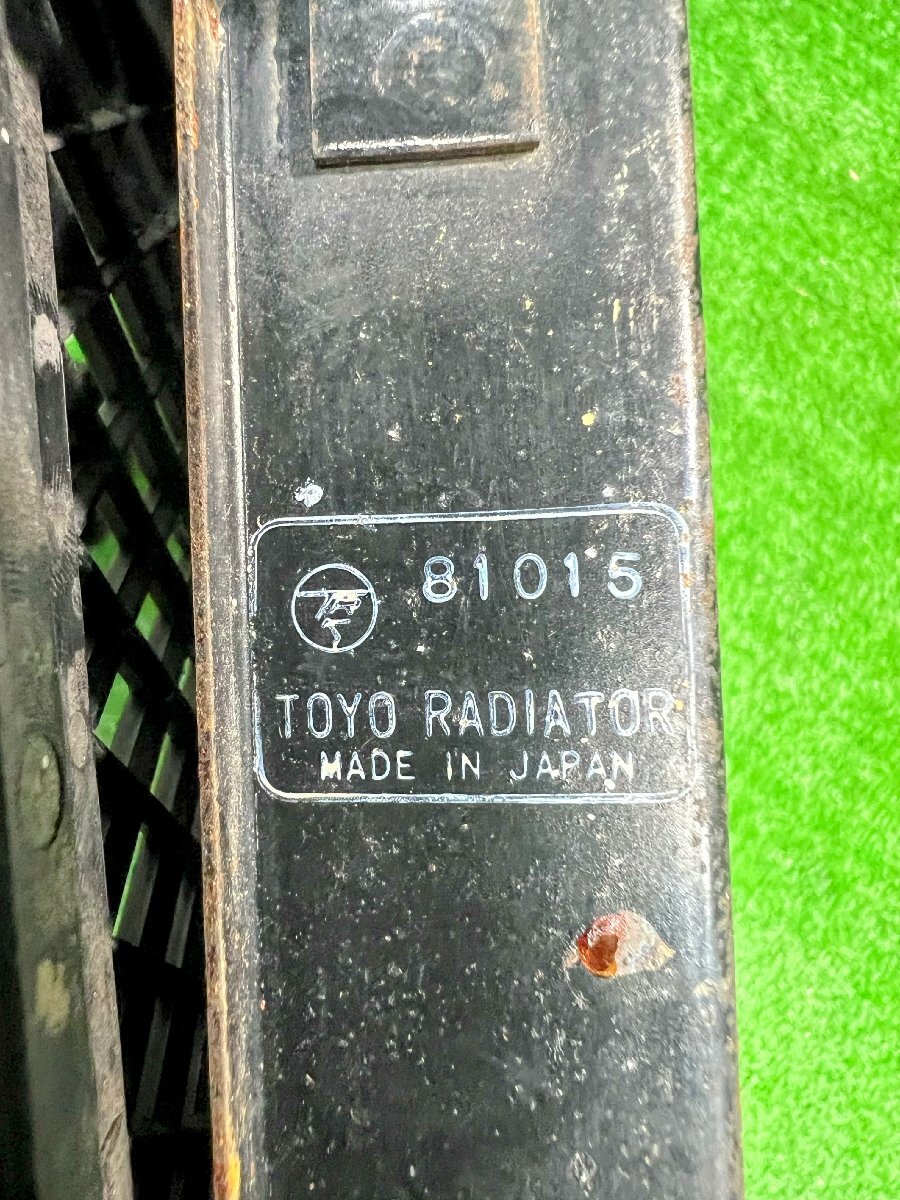 81015
TOYO RADIATOR
MADE IN JAPAN